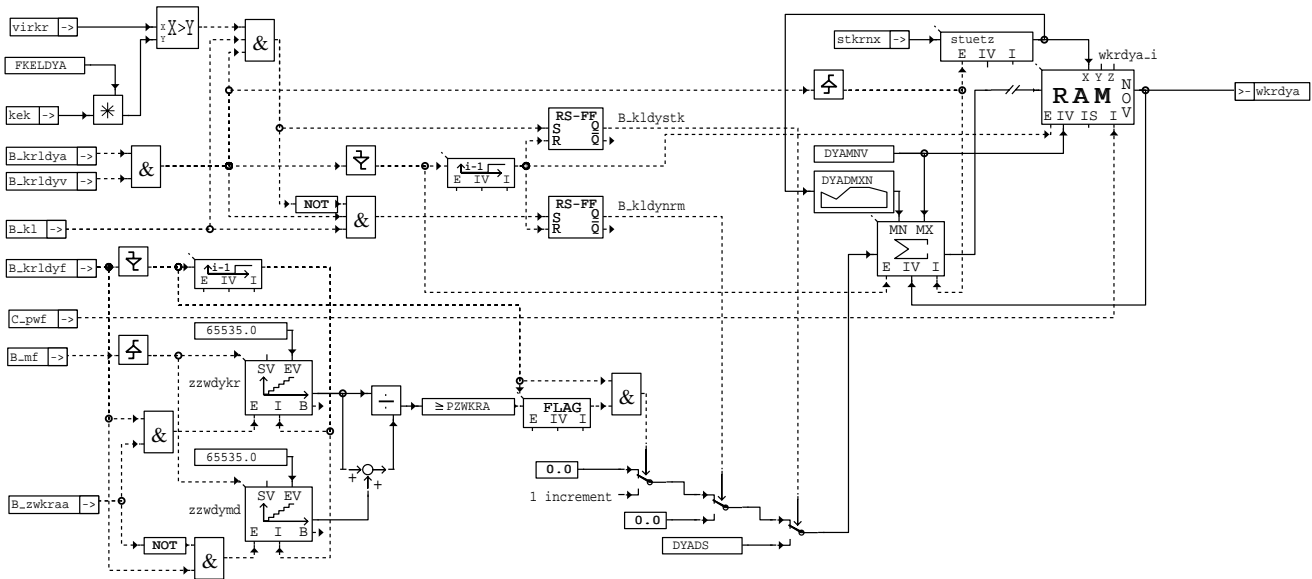 virkr ->
X
Y
X>Y
&
FKELDYA
kek ->
B_krldya ->
B_krldyv ->
&
B_kl ->
NOT
&
i-1
E IV I
RS-FF
S Q
R Q
B_kldystk
RS-FF
S Q
R Q
B_kldynrm
stkrnx ->
stuetz
E IV I
wkrdya_i
X Y Z
RAM
N
O
V
E IV IS I
>- wkrdya
DYAMNV
DYADMXN
MN MX
E IV I
B_krldyf ->
i-1
E IV I
C_pwf ->
B_mf ->
65535.0
zzwdykr
SV EV
E I B
&
÷
≥PZWKRA
FLAG
E IV I
&
+
+
65535.0
zzwdymd
SV EV
E I B
B_zwkraa ->
NOT
&
0.0
1 increment
0.0
DYADS